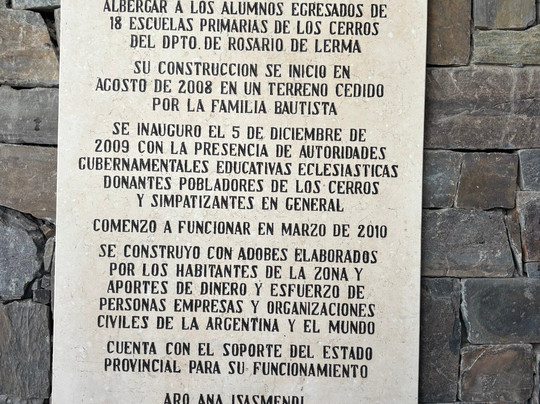 ALBERGAR A LOS ALUMNOS EGRESADOS DE
18 ESCUELAS PRIMARIAS DE LOS CERROS
DEL DPTO. DE ROSARIO DE LERMA
SU CONSTRUCCION SE INICIO EN
AGOSTO DE 2008 EN UN TERRENO CEDIDO
POR LA FAMILIA BAUTISTA
SE INAUGURO EL 5 DE DICIEMBRE DE
2009 CON LA PRESENCIA DE AUTORIDADES
GUBERNAMENTALES EDUCATIVAS ECLESIASTICAS
DONANTES POBLADORES DE LOS CERROS
Y SIMPATIZANTES EN GENERAL
COMENZO A FUNCIONAR EN MARZO DE 2010
SE CONSTRUYO CON ADOBES ELABORADOS
POR LOS HABITANTES DE LA ZONA Y
APORTES DE DINERO Y ESFUERZO DE
PERSONAS EMPRESAS Y ORGANIZACIONES
CIVILES DE LA ARGENTINA Y EL MUNDO
CUENTA CON EL SOPORTE DEL ESTADO
PROVINCIAL PARA SU FUNCIONAMIENTO
ARQ ANA ISASMENDI